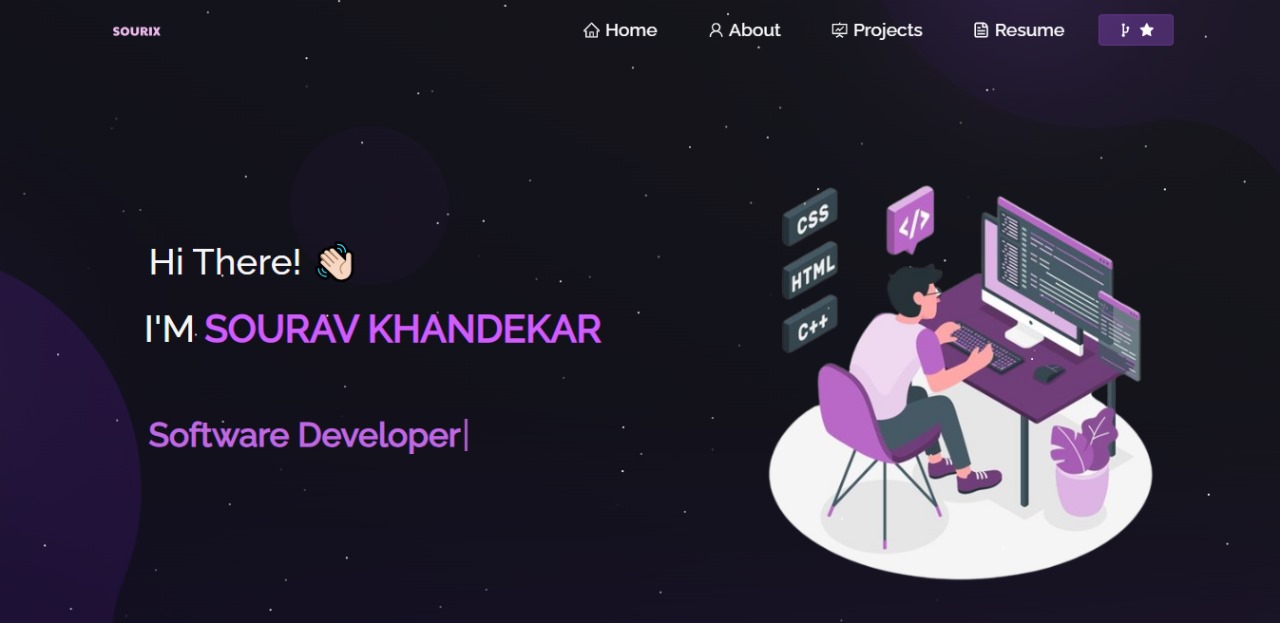 SOURIX
Home About Projects Resume
Hi There! 👋🏻
I'M SOURAV KHANDEKAR
Software Developer|
CSS
</>
HTML
C++